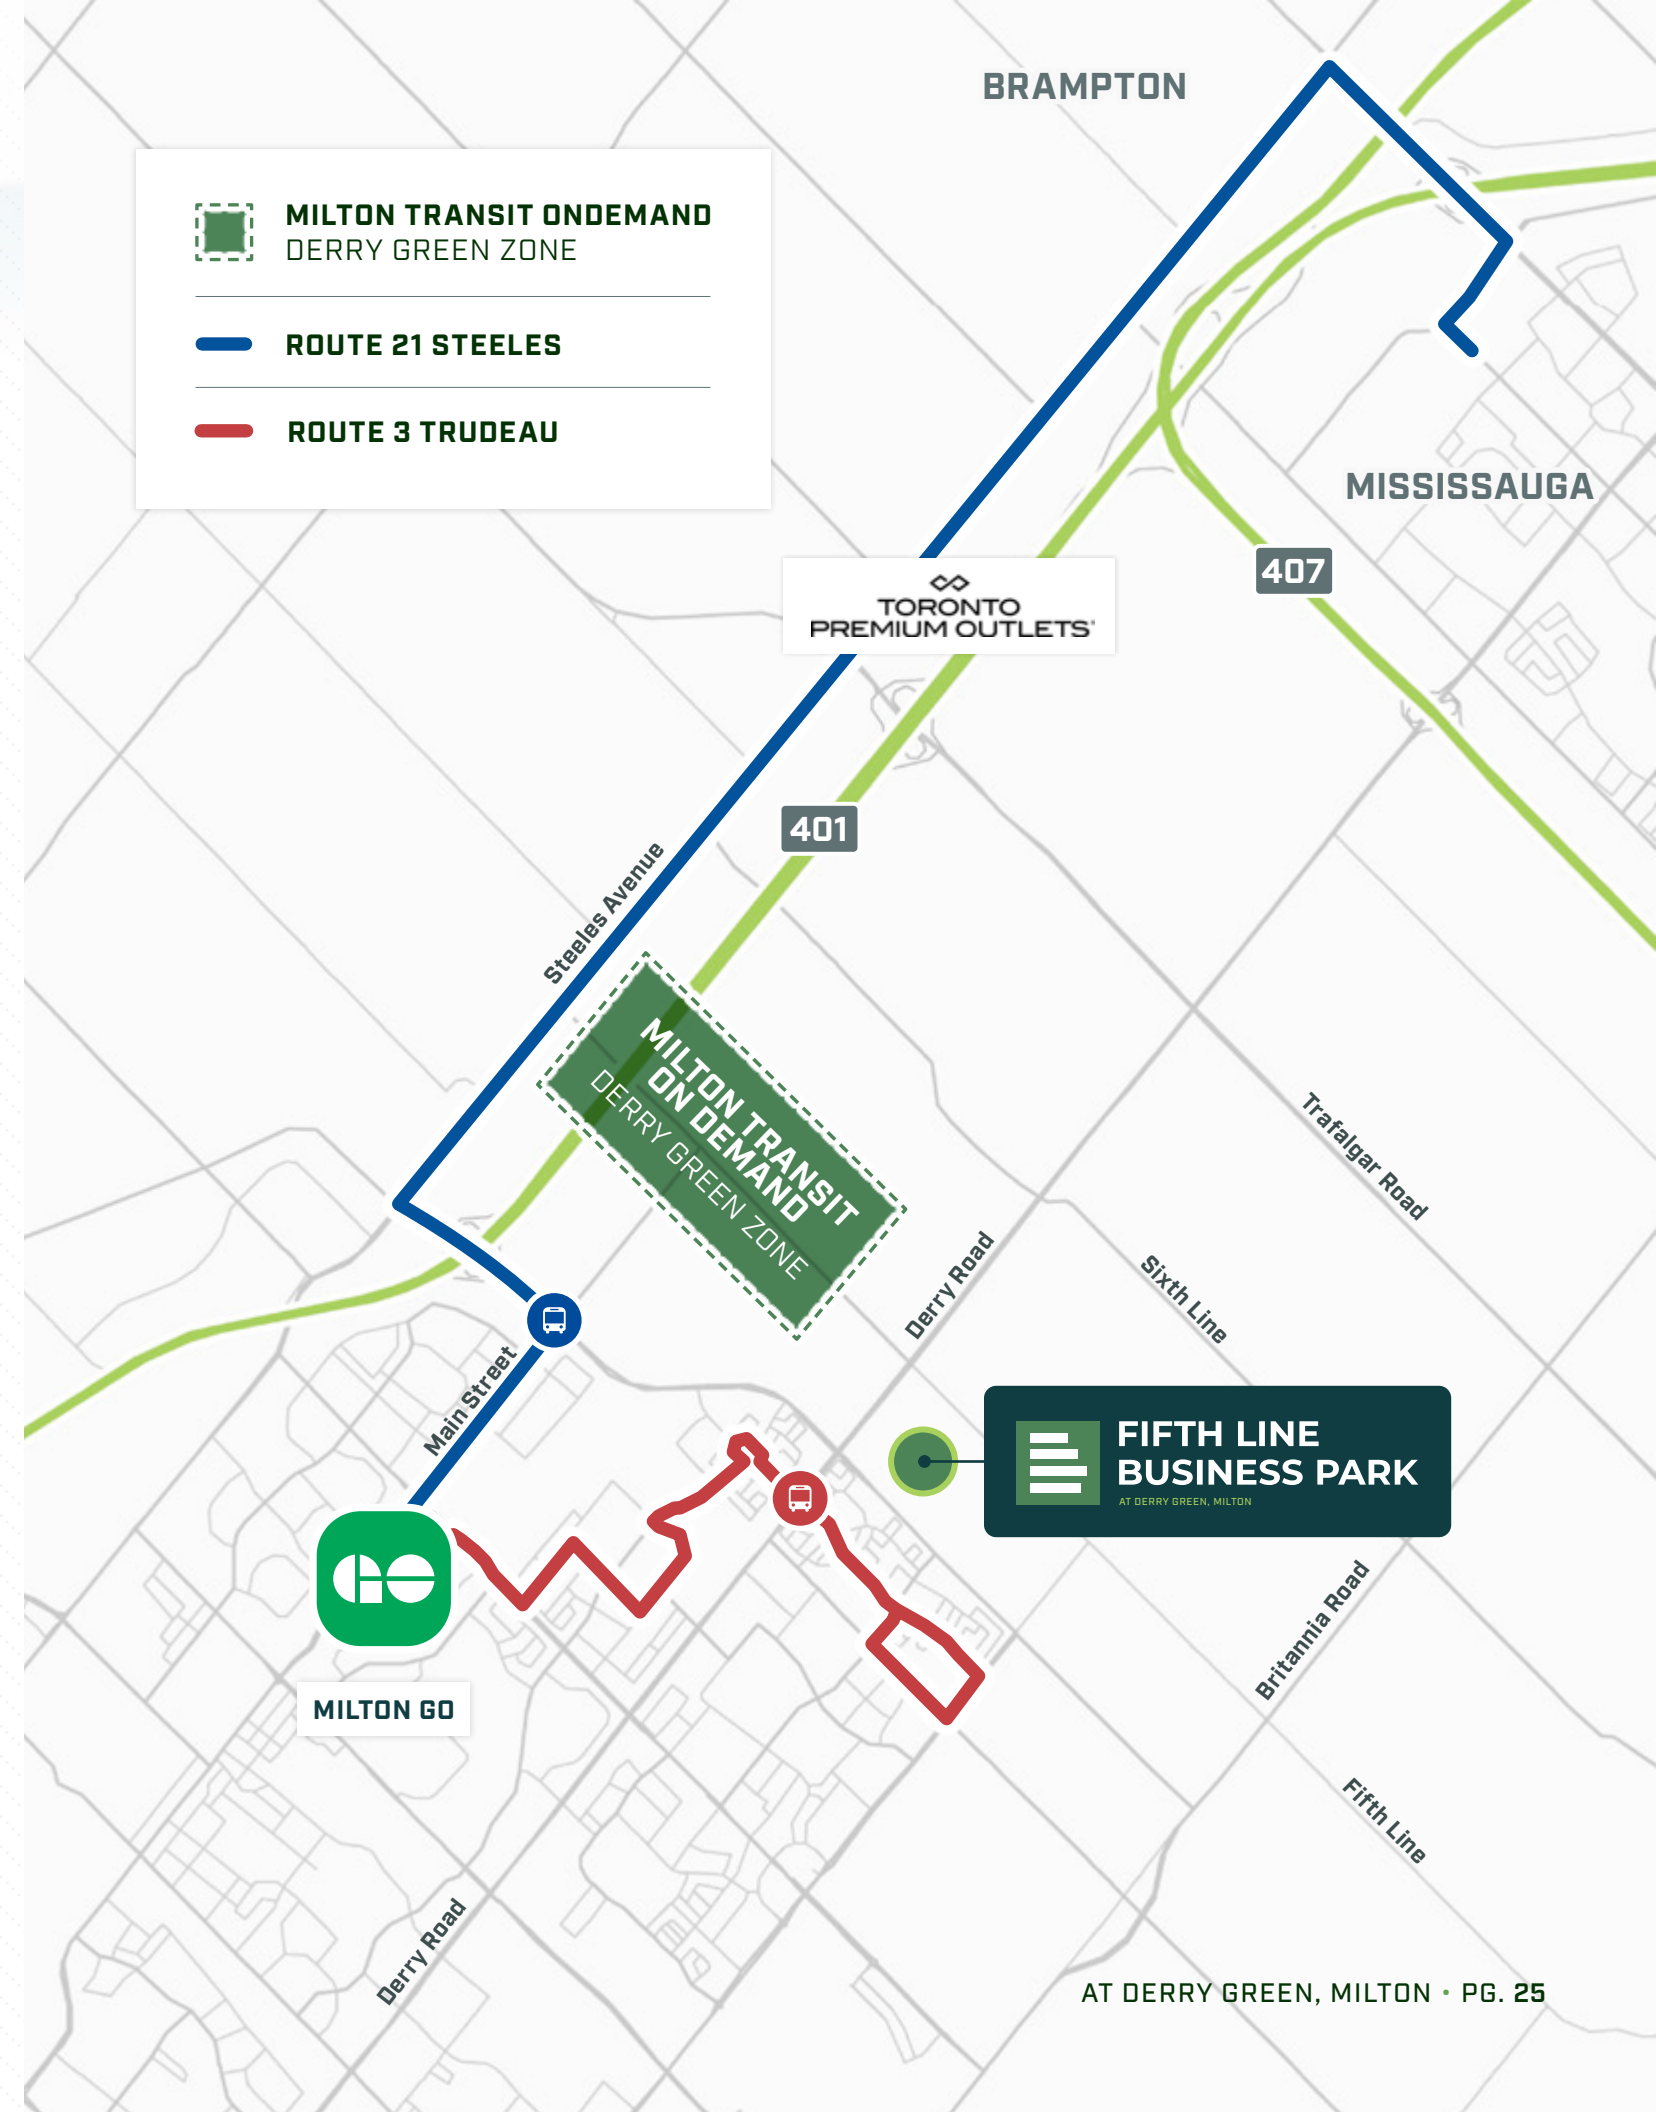 BRAMPTON
MILTON TRANSIT ONDEMAND
DERRY GREEN ZONE
ROUTE 21 STEELES
ROUTE 3 TRUDEAU
MISSISSAUGA
407
TORONTO
PREMIUM OUTLETS
401
Steeles Avenue
MILTON TRANSIT
ON DEMAND
DERRY GREEN ZONE
Trafalgar Road
Derry Road
Sixth Line
Main Street
FIFTH LINE
BUSINESS PARK
AT DERRY GREEN, MILTON
Britannia Road
MILTON GO
Fifth Line
Derry Road
AT DERRY GREEN, MILTON • PG. 25